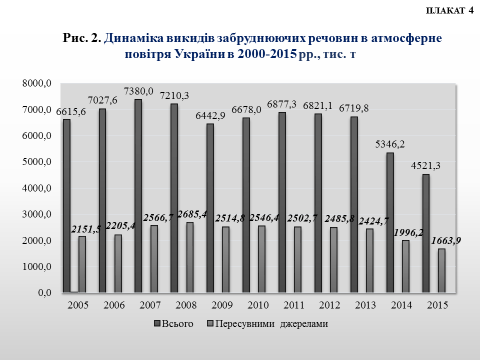 ПЛАКАТ 4
Рис. 2. Динаміка викидів забруднюючих речовин в атмосферне
повітря України в 2000-2015 рр., тис. т
8000,0
7000,0
6000,0
5000,0
4000,0
3000,0
2000,0
1000,0
0,0
6615,6 7027,6 7380,0 7210,3 6442,9 6678,0 6877,3 6821,1 6719,8 5346,2 4521,3
2151,5 2205,4 2566,7 2685,4 2514,8 2546,4 2502,7 2485,8 2424,7 1996,2 1663,9
2005 2006 2007 2008 2009 2010 2011 2012 2013 2014 2015
Всього Пересувними джерелами